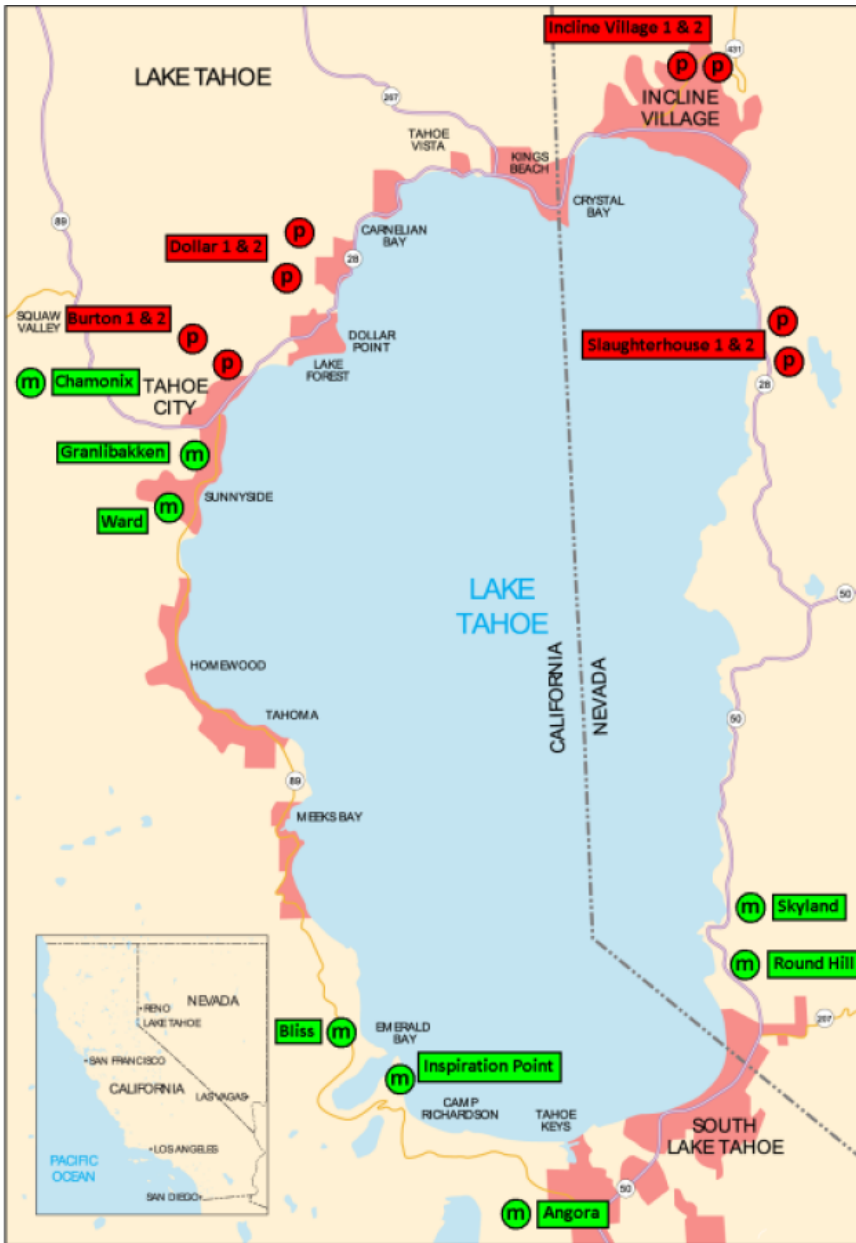 Incline Village 1 & 2
431
p p
LAKE TAHOE
INCLINE
VILLAGE
267
TAHOE
VISTA
KINGS
BEACH
CRYSTAL
BAY
89
p
Dollar 1 & 2
CARNELIAN
BAY
28
p
SQUAW
VALLEY
Burton 1 & 2
p
p
DOLLAR
POINT
LAKE
FOREST
p
Slaughterhouse 1 & 2
p
28
m Chamonix
TAHOE
CITY
Granlibakken m
SUNNYSIDE
Ward m
LAKE
TAHOE
50
CALIFORNIA
NEVADA
HOMEWOOD
TAHOMA
50
89
MEEKS BAY
m Skyland
m Round Hill
207
Bliss m
EMERALD
BAY
m Inspiration Point
CAMP
RICHARDSON
TAHOE
KEYS
SOUTH
LAKE TAHOE
50
m Angora
NEVADA
RENO
LAKE TAHOE
SAN FRANCISCO
CALIFORNIA
LAS VAGAS
LOS ANGELES
PACIFIC
OCEAN
SAN DIEGO